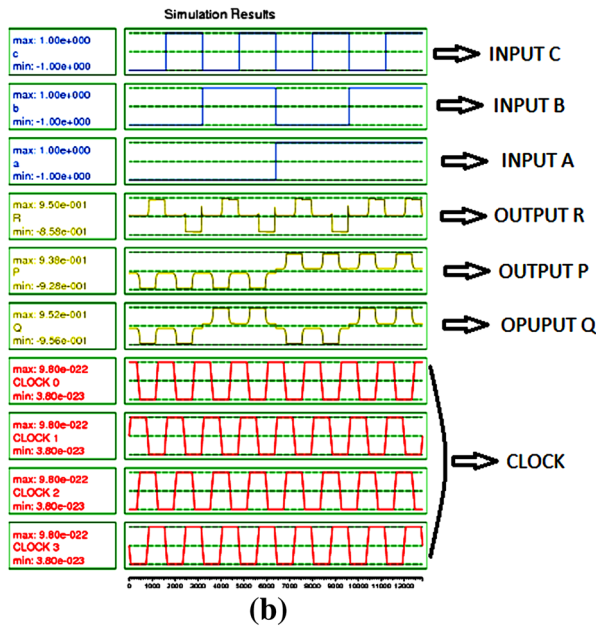 Simulation Results
max: 1.00e+000
c
min: -1.00e+000
INPUT C
max: 1.00e+000
b
min: -1.00e+000
INPUT B
max: 1.00e+000
a
min: -1.00e+000
INPUT A
max: 9.50e-001
R
min: -8.58e-001
OUTPUT R
max: 9.38e-001
P
min: -9.28e-001
OUTPUT P
max: 9.52e-001
Q
min: -9.56e-001
OPUPUT Q
max: 9.80e-022
CLOCK 0
min: 3.80e-023
max: 9.80e-022
CLOCK 1
min: 3.80e-023
max: 9.80e-022
CLOCK 2
min: 3.80e-023
max: 9.80e-022
CLOCK 3
min: 3.80e-023
CLOCK
0 1000 2000 3000 4000 5000 6000 7000 8000 9000 10000 11000 12000
(b)